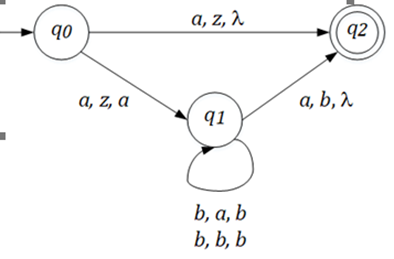 a, z, λ
q0
q2
a, z, a
q1
a, b, λ
b, a, b
b, b, b